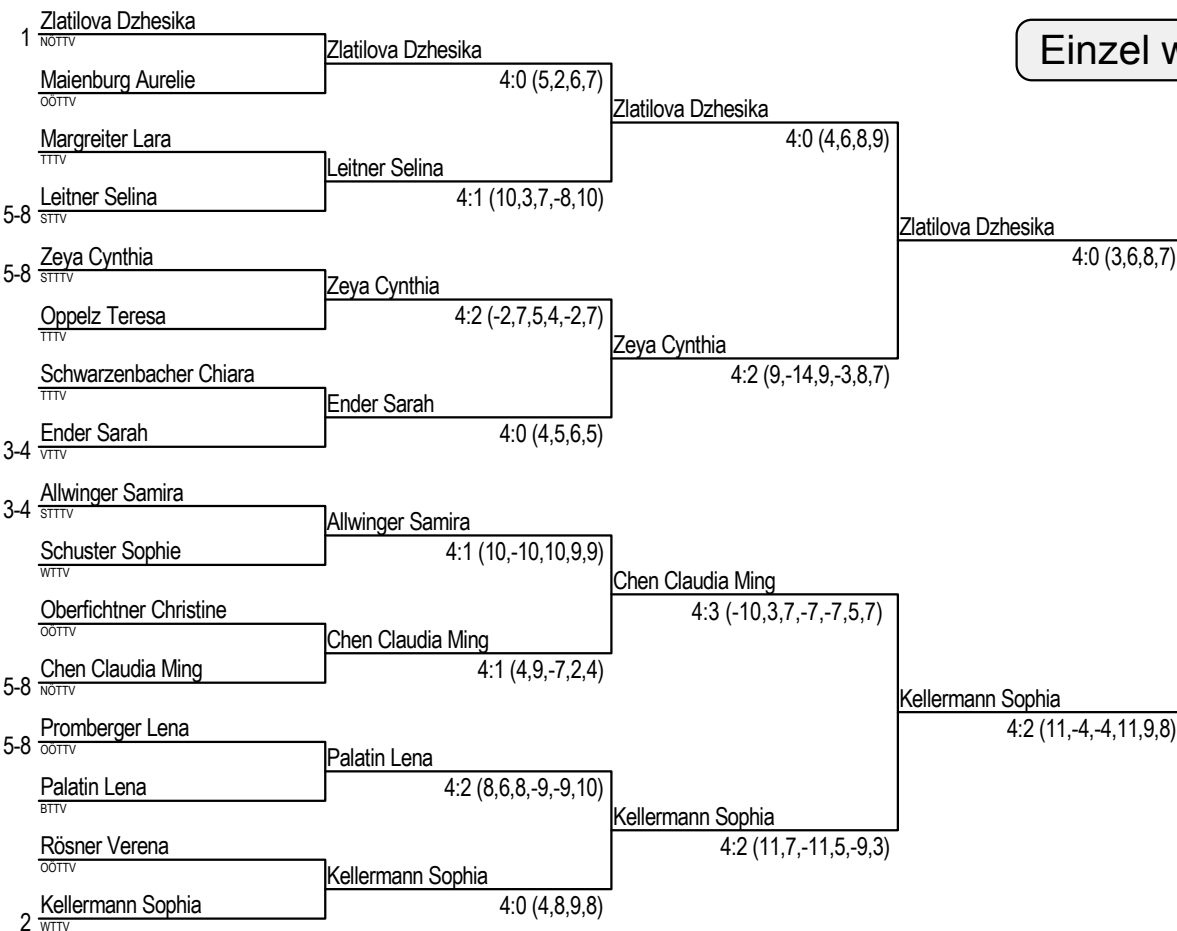 Zlatilova Dzhesika
1
NÖTTV
Maienburg Aurelie
OÖTTV
Margreiter Lara
TTTV
Leitner Selina
5-8
STTV
Zeya Cynthia
5-8
STTTV
Oppelz Teresa
TTTV
Schwarzenbacher Chiara
TTTV
Ender Sarah
3-4
VTTV
Allwinger Samira
3-4
STTTV
Schuster Sophie
WTTV
Oberfichtner Christine
OÖTTV
Chen Claudia Ming
5-8
NÖTTV
Promberger Lena
5-8
OÖTTV
Palatin Lena
BTTV
Rösner Verena
OÖTTV
Kellermann Sophia
2
WTTV
Zlatilova Dzhesika
4:0 (5,2,6,7)
Leitner Selina
4:1 (10,3,7,-8,10)
Zeya Cynthia
4:2 (-2,7,5,4,-2,7)
Ender Sarah
4:0 (4,5,6,5)
Allwinger Samira
4:1 (10,-10,10,9,9)
Chen Claudia Ming
4:1 (4,9,-7,2,4)
Palatin Lena
4:2 (8,6,8,-9,-9,10)
Kellermann Sophia
4:0 (4,8,9,8)
Zlatilova Dzhesika
4:0 (4,6,8,9)
Zeya Cynthia
4:2 (9,-14,9,-3,8,7)
Chen Claudia Ming
4:3 (-10,3,7,-7,-7,5,7)
Kellermann Sophia
4:2 (11,7,-11,5,-9,3)
Einzel w
Zlatilova Dzhesika
4:0 (3,6,8,7)
Kellermann Sophia
4:2 (11,-4,-4,11,9,8)